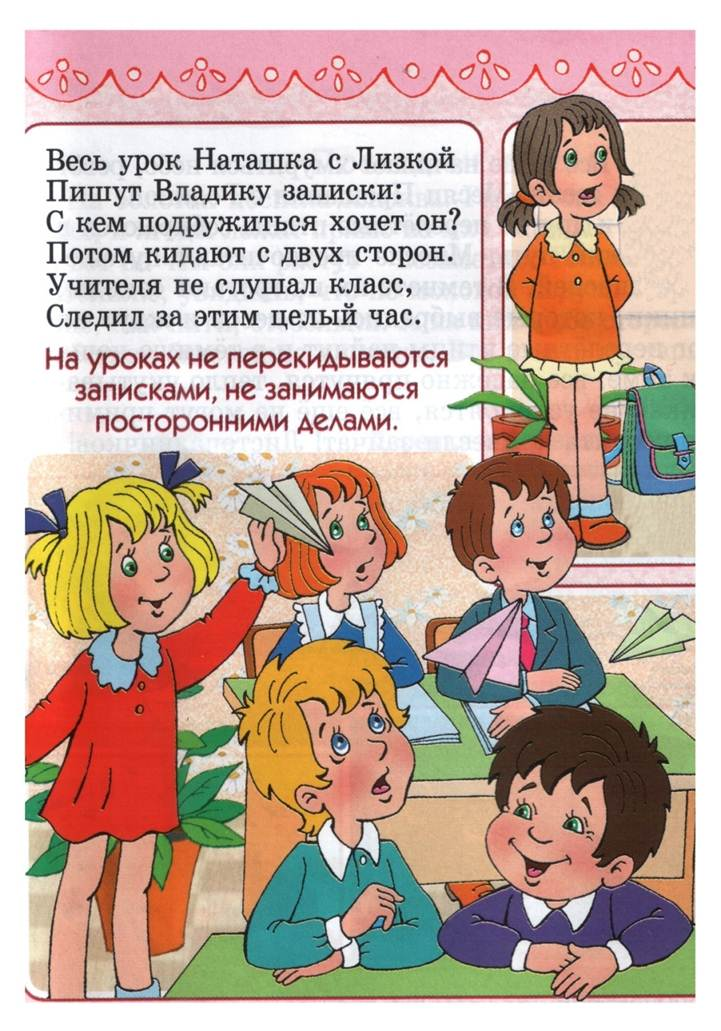 Весь урок Наташка с Лизкой
Пишут Владику записки:
С кем подружиться хочет он?
Потом кидают с двух сторон.
Учителя не слушал класс,
Следил за этим целый час.
На уроках не перекидываются
записками, не занимаются
посторонними делами.